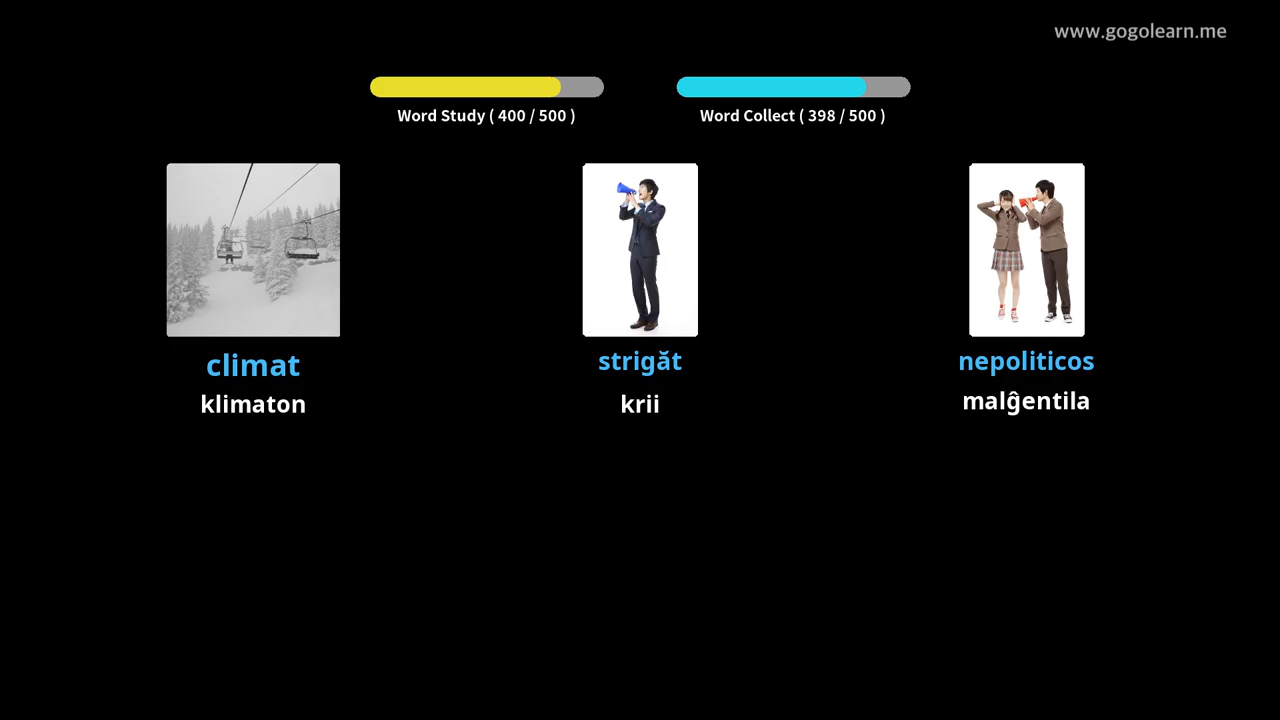 www.gogolearn.me
Word Study ( 400 / 500 )
Word Collect ( 398 / 500 )
climat
klimaton
strigăt
krii
nepoliticos
malĝentila